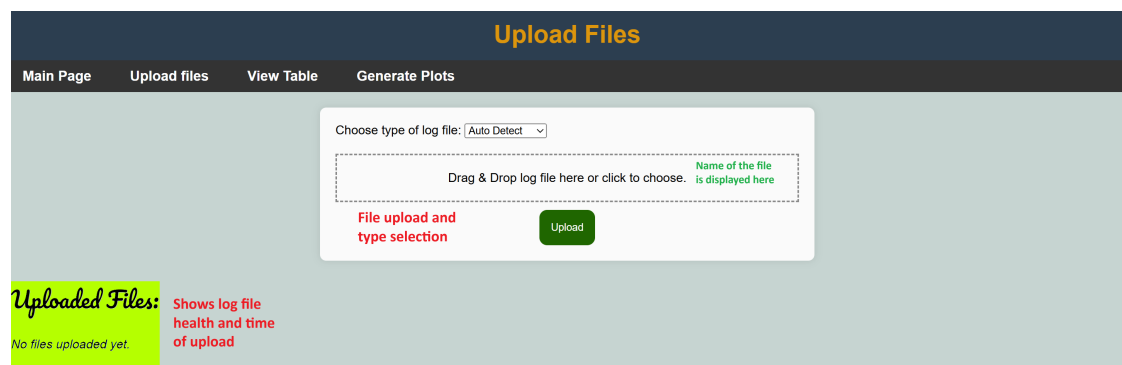 Upload Files
Main Page Upload files View Table Generate Plots
Choose type of log file: Auto Detect
Drag & Drop log file here or click to choose.
Name of the file
is displayed here
File upload and
type selection
Upload
Uploaded Files:
No files uploaded yet.
Shows log file
health and time
of upload